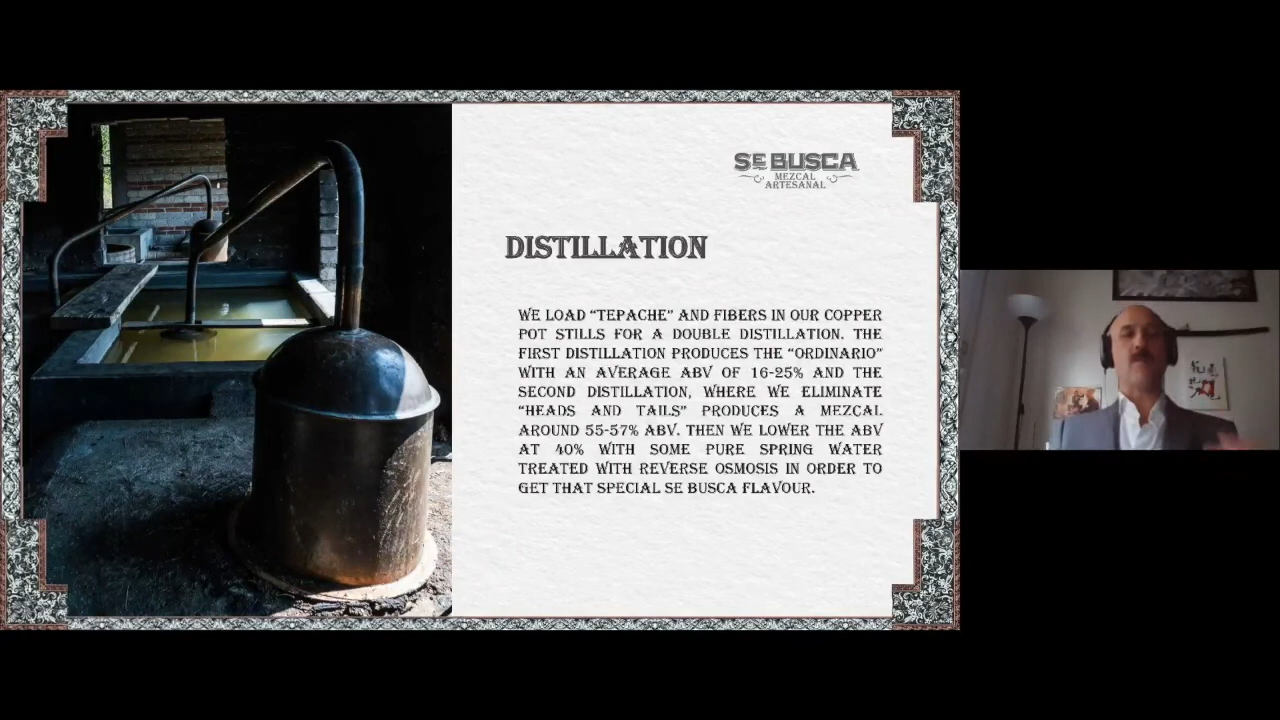 SE BUSCA
MEZCAL
ARTESANAL
DISTILLATION
WE LOAD “TEPACHE” AND FIBERS IN OUR COPPER
POT STILLS FOR A DOUBLE DISTILLATION. THE
FIRST DISTILLATION PRODUCES THE “ORDINARIO”
WITH AN AVERAGE ABV OF 16-25% AND THE
SECOND DISTILLATION, WHERE WE ELIMINATE
“HEADS AND TAILS” PRODUCES A MEZCAL
AROUND 55-57% ABV. THEN WE LOWER THE ABV
AT 40% WITH SOME PURE SPRING WATER
TREATED WITH REVERSE OSMOSIS IN ORDER TO
GET THAT SPECIAL SE BUSCA FLAVOUR.